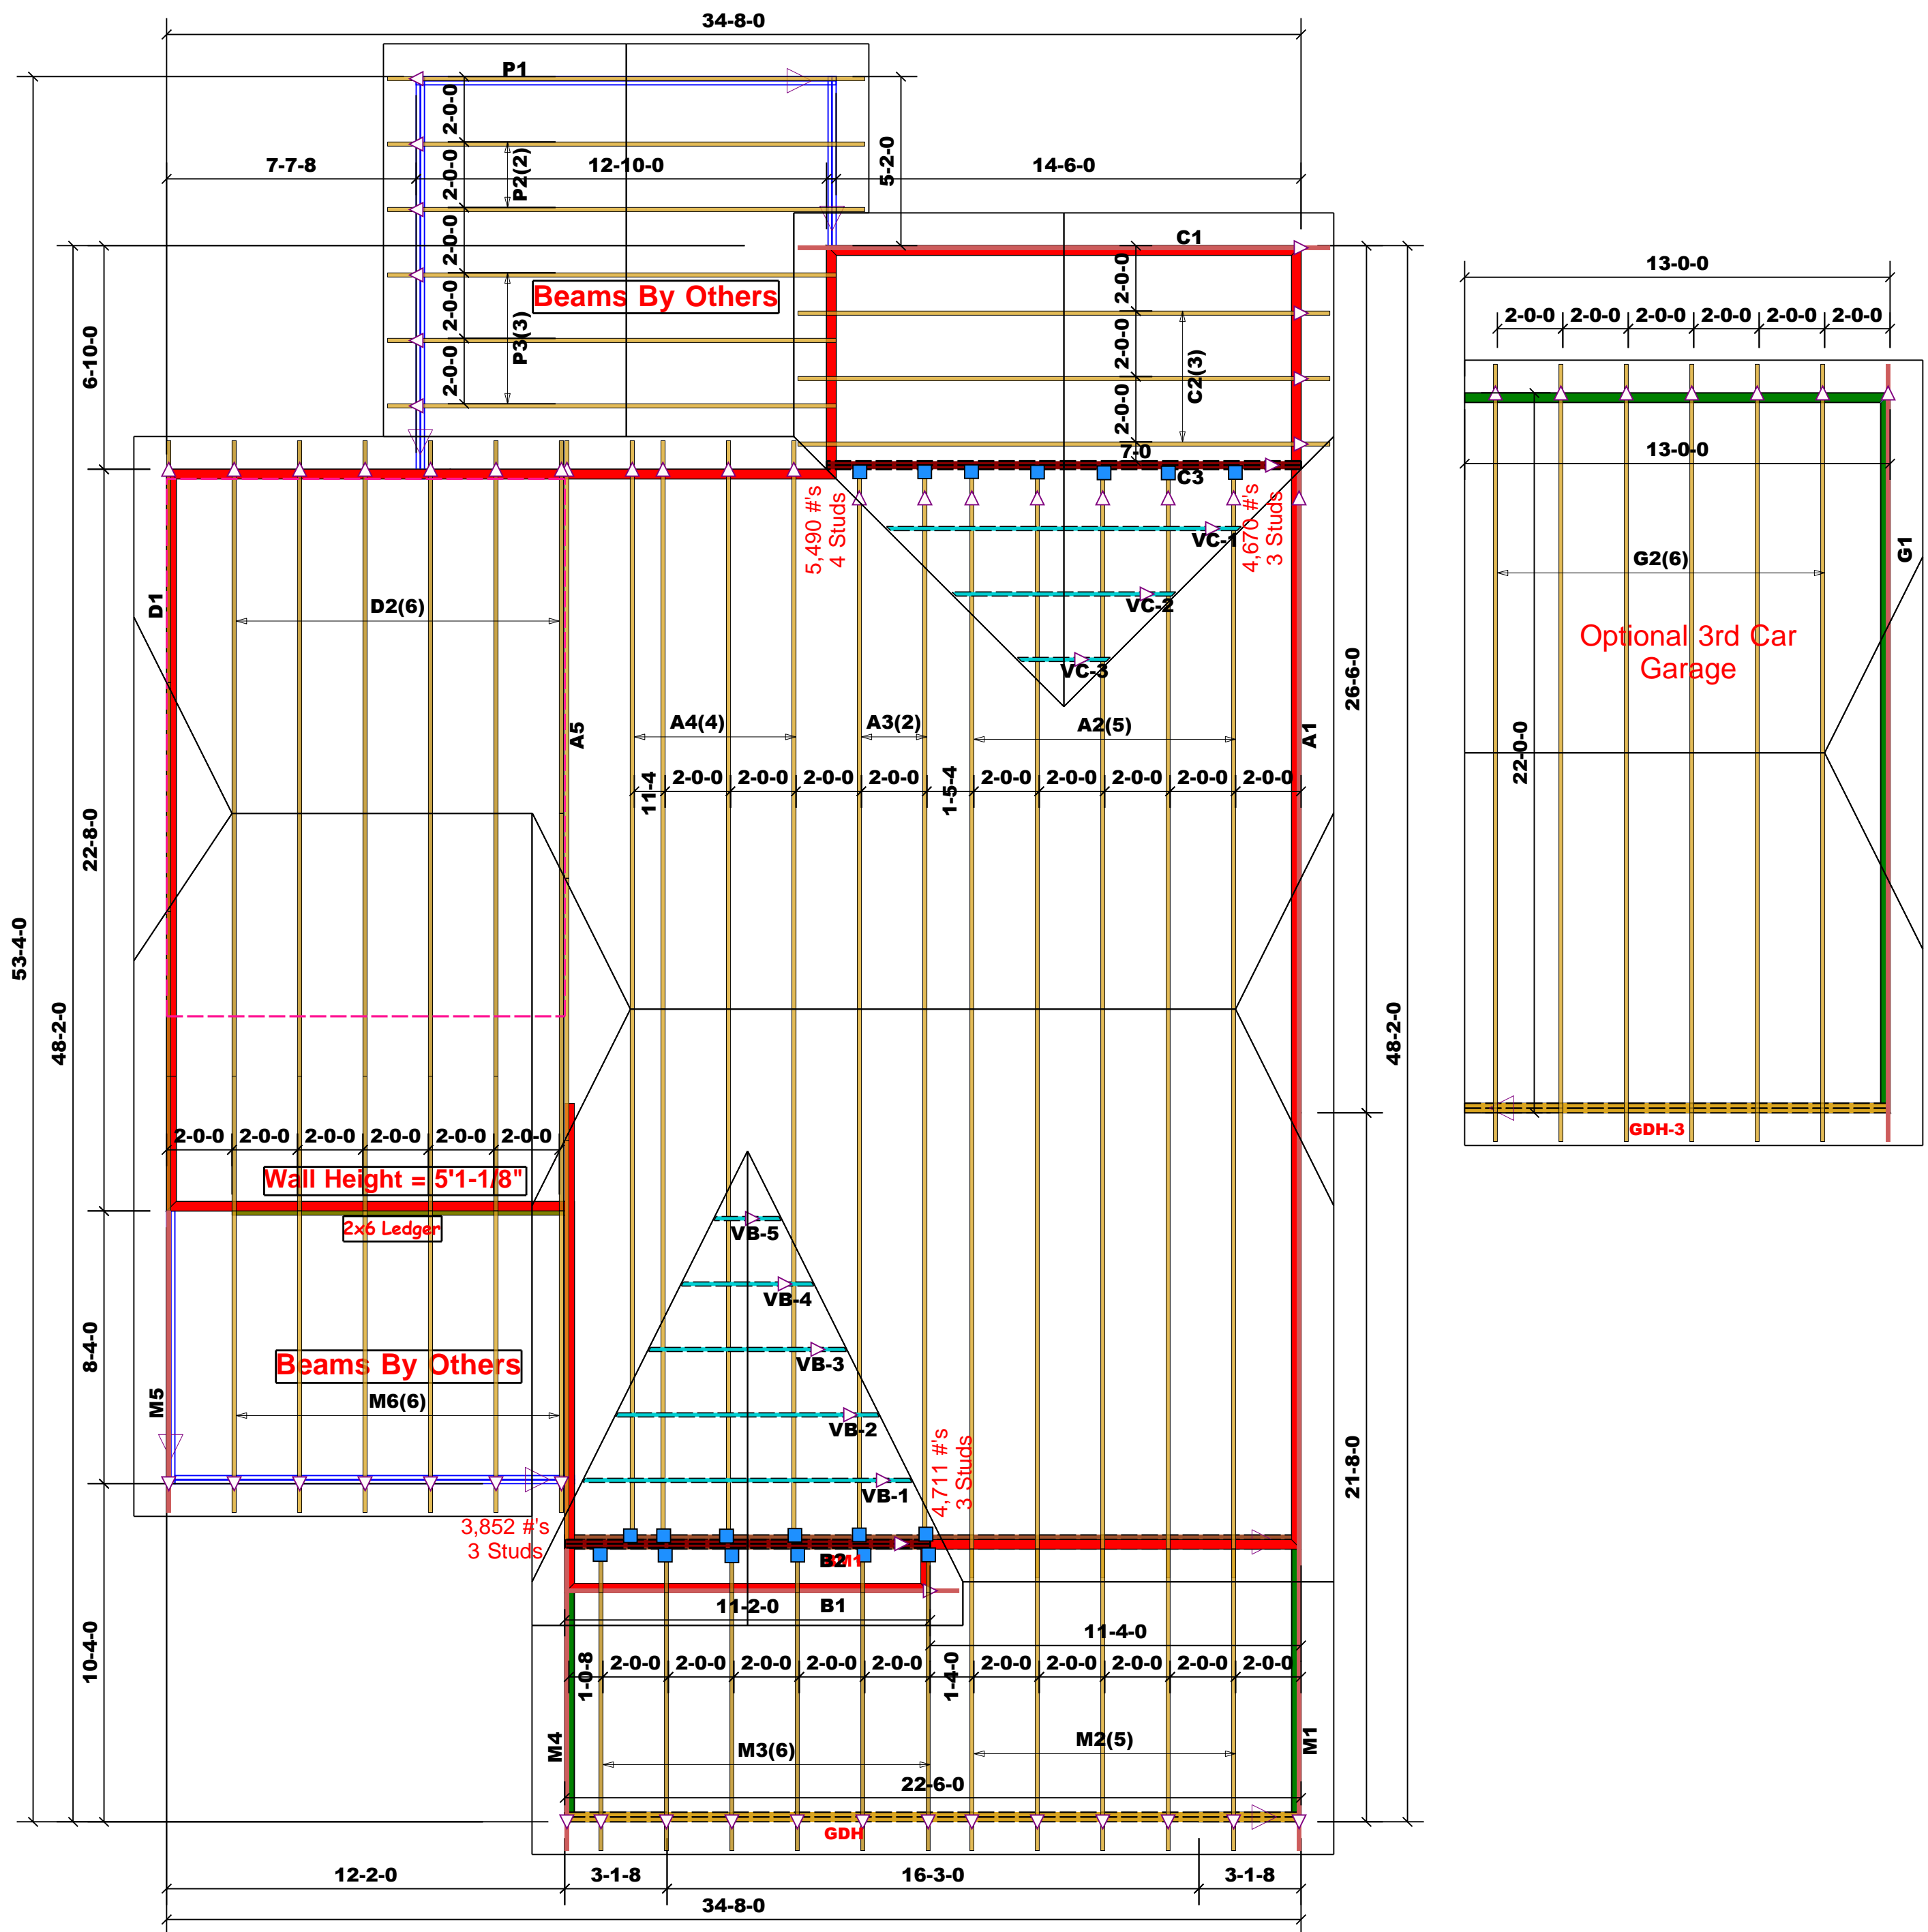 34-8-0
P1
2-0-0
7-7-8
12-10-0
14-6-0
5-2-0
2-0-0
P2(2)
C1
2-0-0
2-0-0
Beams By Others
2-0-0
P3(3)
2-0-0
2-0-0
C2(3)
2-0-0
6-10-0
7-0
C3
13-0-0
2-0-0
2-0-0
2-0-0
2-0-0
2-0-0
2-0-0
13-0-0
5,490 #'s
4 Studs
4,670 #'s
3 Studs
VC-1
VC-2
VC-3
D1
D2(6)
G2(6)
G1
Optional 3rd Car
Garage
22-0-0
GDH-3
26-6-0
A5
A4(4)
A3(2)
A2(5)
A1
11-4
2-0-0
2-0-0
2-0-0
2-0-0
1-5-4
2-0-0
2-0-0
2-0-0
2-0-0
2-0-0
22-8-0
53-4-0
48-2-0
48-2-0
2-0-0
2-0-0
2-0-0
2-0-0
2-0-0
2-0-0
Wall Height = 5'1-1/8"
2x6 Ledger
VB-5
VB-4
VB-3
VB-2
VB-1
8-4-0
Beams By Others
M5
M6(6)
4,711 #'s
3 Studs
21-8-0
3,852 #'s
3 Studs
B2
B1
11-2-0
11-4-0
10-4-0
1-0-8
2-0-0
2-0-0
2-0-0
2-0-0
2-0-0
1-4-0
2-0-0
2-0-0
2-0-0
2-0-0
2-0-0
M4
M3(6)
M2(5)
M1
22-6-0
GDH
12-2-0
3-1-8
16-3-0
3-1-8
34-8-0